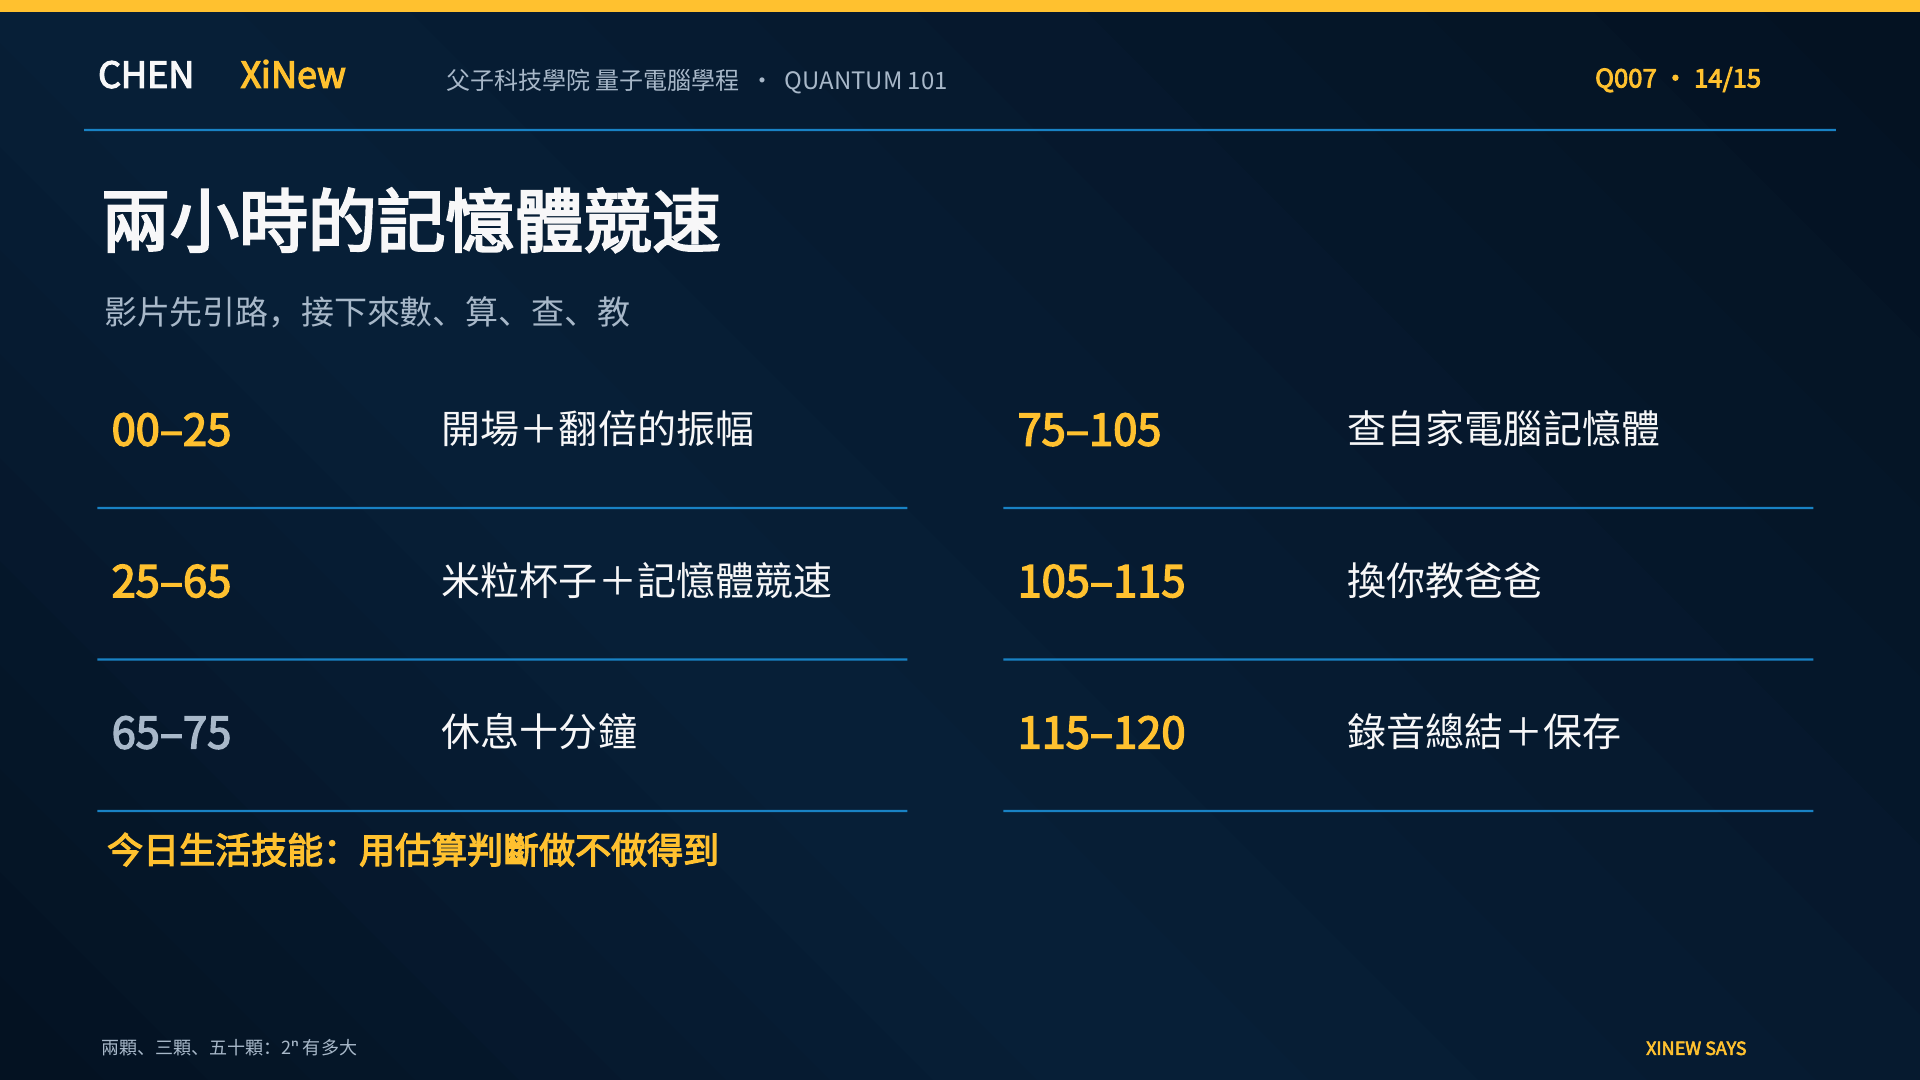 CHEN XiNew 父子科技學院 量子電腦學程 · QUANTUM 101 Q007 · 14/15
兩小時的記憶體競速
影片先引路，接下來數、算、查、教
00–25 開場＋翻倍的振幅
25–65 米粒杯子＋記憶體競速
65–75 休息十分鐘
75–105 查自家電腦記憶體
105–115 換你教爸爸
115–120 錄音總結＋保存
今日生活技能：用估算判斷做不做得到
兩顆、三顆、五十顆：2ⁿ 有多大 XINEW SAYS